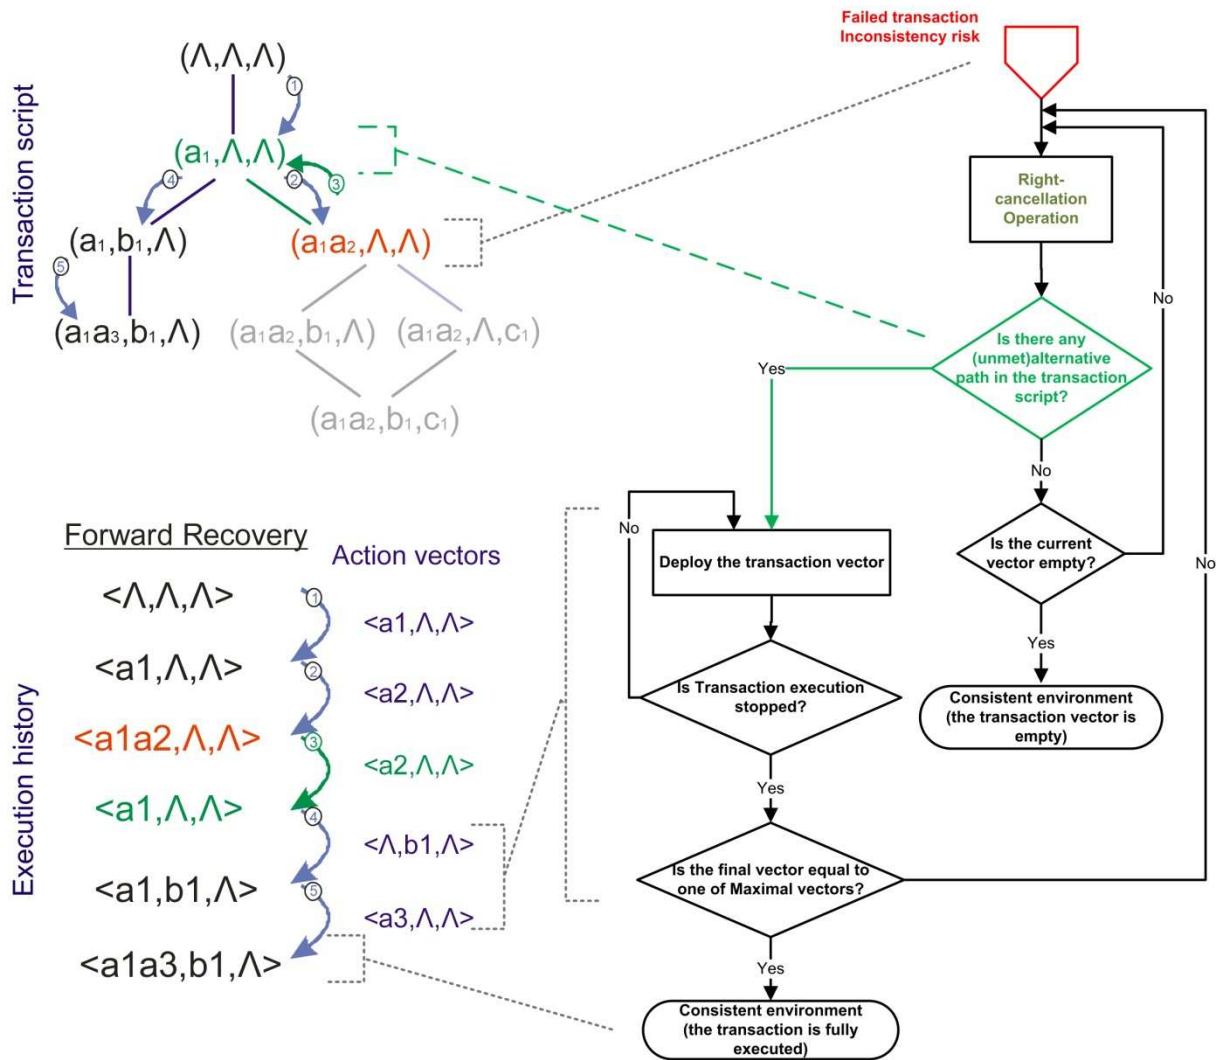 Transaction script
(Λ,Λ,Λ)
1
(a1,Λ,Λ)
4
2
3
(a1,b1,Λ)
(a1a2,Λ,Λ)
5
(a1a3,b1,Λ)
(a1a2,b1,Λ)
(a1a2,Λ,c1)
(a1a2,b1,c1)
Failed transaction
Inconsistency risk
Right-
cancellation
Operation
Is there any
(unmet)alternative
path in the transaction
script?
Yes
No
No
Is the current
vector empty?
No
Yes
Consistent environment
(the transaction vector is
empty)
No
Deploy the transaction vector
Is Transaction execution
stopped?
Yes
Is the final vector equal to
one of Maximal vectors?
Yes
Consistent environment
(the transaction is fully
executed)
Execution history
Forward Recovery
Action vectors
<Λ,Λ,Λ>
1
<a1,Λ,Λ>
<a1,Λ,Λ>
2
<a2,Λ,Λ>
<a1a2,Λ,Λ>
3
<a2,Λ,Λ>
<a1,Λ,Λ>
4
<Λ,b1,Λ>
<a1,b1,Λ>
5
<a3,Λ,Λ>
<a1a3,b1,Λ>